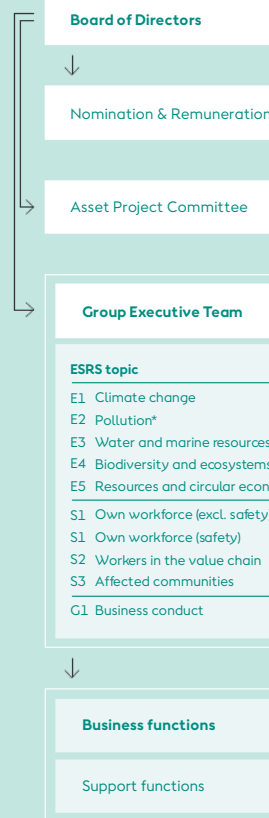 Board of Directors
Nomination & Remuneration
Asset Project Committee
Group Executive Team
ESRS topic
E1 Climate change
E2 Pollution*
E3 Water and marine resources
E4 Biodiversity and ecosystems
E5 Resources and circular econ
S1 Own workforce (excl. safety
S1 Own workforce (safety)
S2 Workers in the value chain
S3 Affected communities
G1 Business conduct
Business functions
Support functions